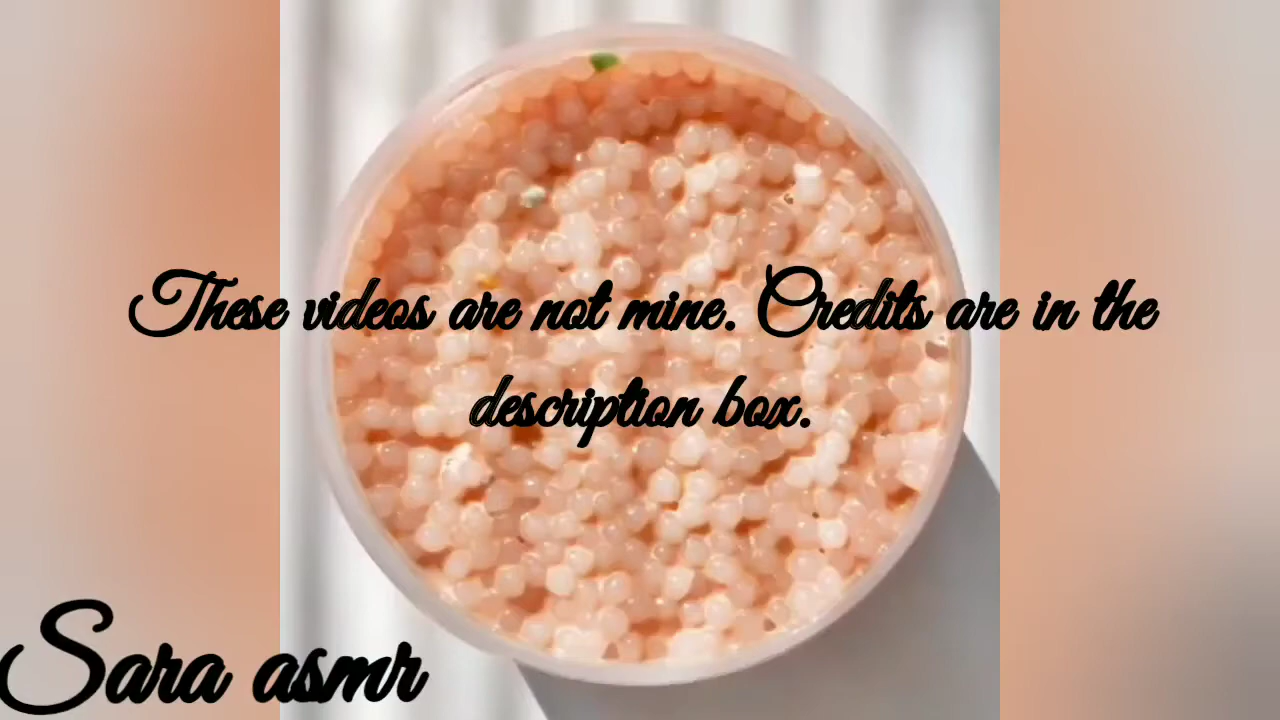 These videos are not mine. Credits are in the
description box.
Sara asmr